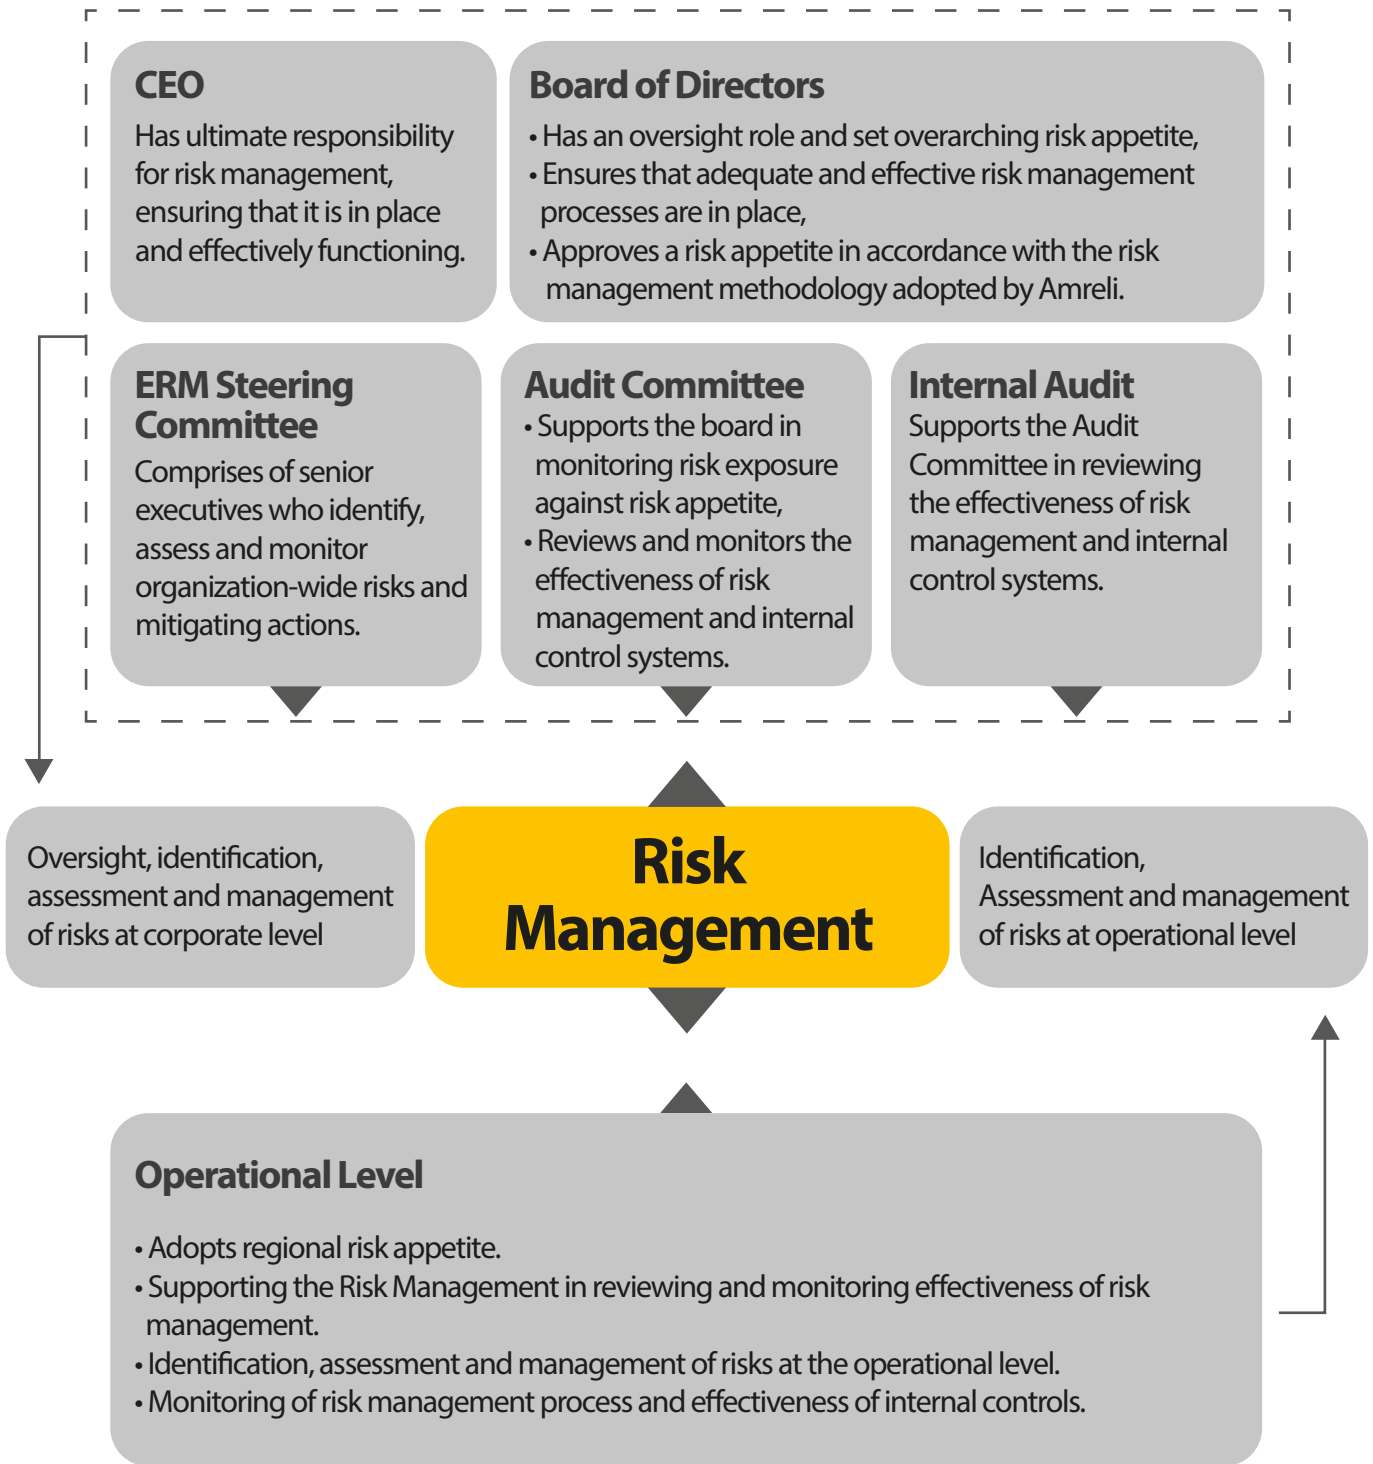 CEO
Has ultimate responsibility
for risk management,
ensuring that it is in place
and effectively functioning.
Board of Directors
• Has an oversight role and set overarching risk appetite,
• Ensures that adequate and effective risk management
processes are in place,
• Approves a risk appetite in accordance with the risk
management methodology adopted by Amreli.
ERM Steering
Committee
Comprises of senior
executives who identify,
assess and monitor
organization-wide risks and
mitigating actions.
Audit Committee
• Supports the board in
monitoring risk exposure
against risk appetite,
• Reviews and monitors the
effectiveness of risk
management and internal
control systems.
Internal Audit
Supports the Audit
Committee in reviewing
the effectiveness of risk
management and internal
control systems.
Oversight, identification,
assessment and management
of risks at corporate level
Risk
Management
Identification,
Assessment and management
of risks at operational level
Operational Level
• Adopts regional risk appetite.
• Supporting the Risk Management in reviewing and monitoring effectiveness of risk
management.
• Identification, assessment and management of risks at the operational level.
• Monitoring of risk management process and effectiveness of internal controls.